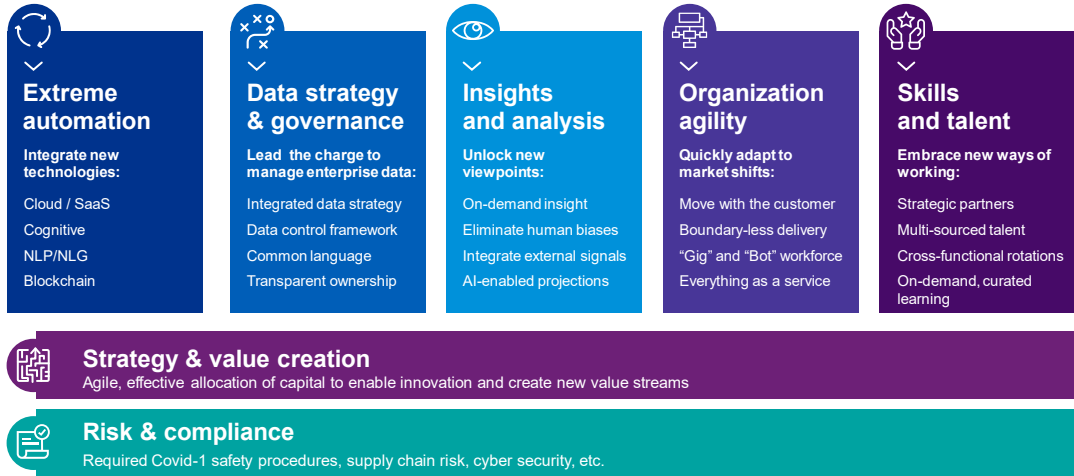 Extreme
automation
Integrate new
technologies:
Cloud / SaaS
Cognitive
NLP/NLG
Blockchain
Data strategy
& governance
Lead the charge to
manage enterprise data:
Integrated data strategy
Data control framework
Common language
Transparent ownership
Insights
and analysis
Unlock new
viewpoints:
On-demand insight
Eliminate human biases
Integrate external signals
AI-enabled projections
Organization
agility
Quickly adapt to
market shifts:
Move with the customer
Boundary-less delivery
“Gig” and “Bot” workforce
Everything as a service
Skills
and talent
Embrace new ways of
working:
Strategic partners
Multi-sourced talent
Cross-functional rotations
On-demand, curated
learning
Strategy & value creation
Agile, effective allocation of capital to enable innovation and create new value streams
Risk & compliance
Required Covid-1 safety procedures, supply chain risk, cyber security, etc.